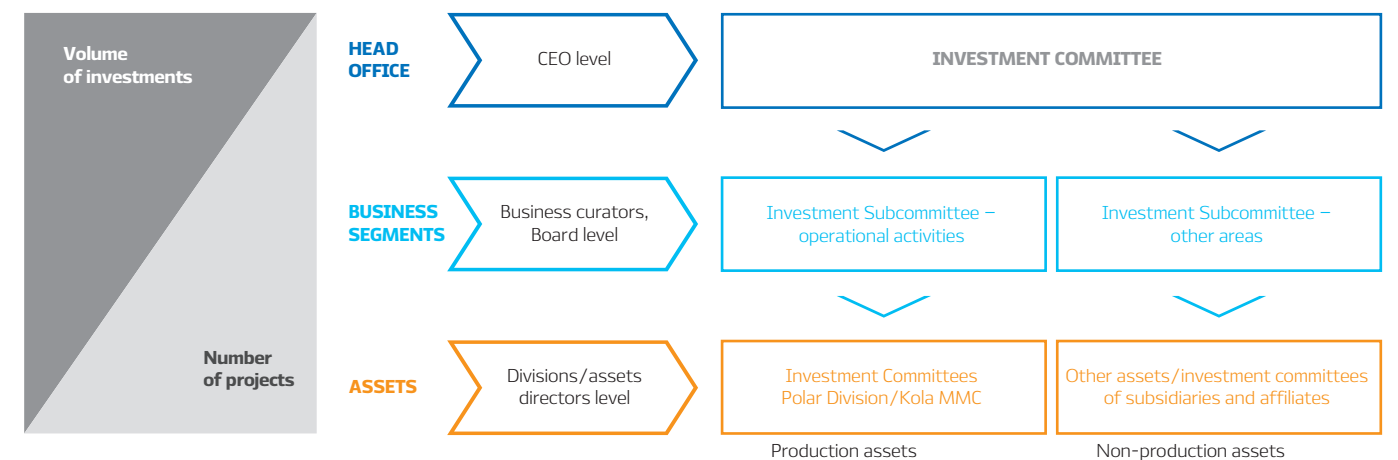 Volume
of investments
Number
of projects
HEAD
OFFICE
CEO level
INVESTMENT COMMITTEE
BUSINESS
SEGMENTS
Business curators,
Board level
Investment Subcommittee –
operational activities
Investment Subcommittee –
other areas
ASSETS
Divisions/assets
directors level
Investment Committees
Polar Division/Kola MMC
Other assets/investment committees
of subsidiaries and affiliates
Production assets
Non-production assets